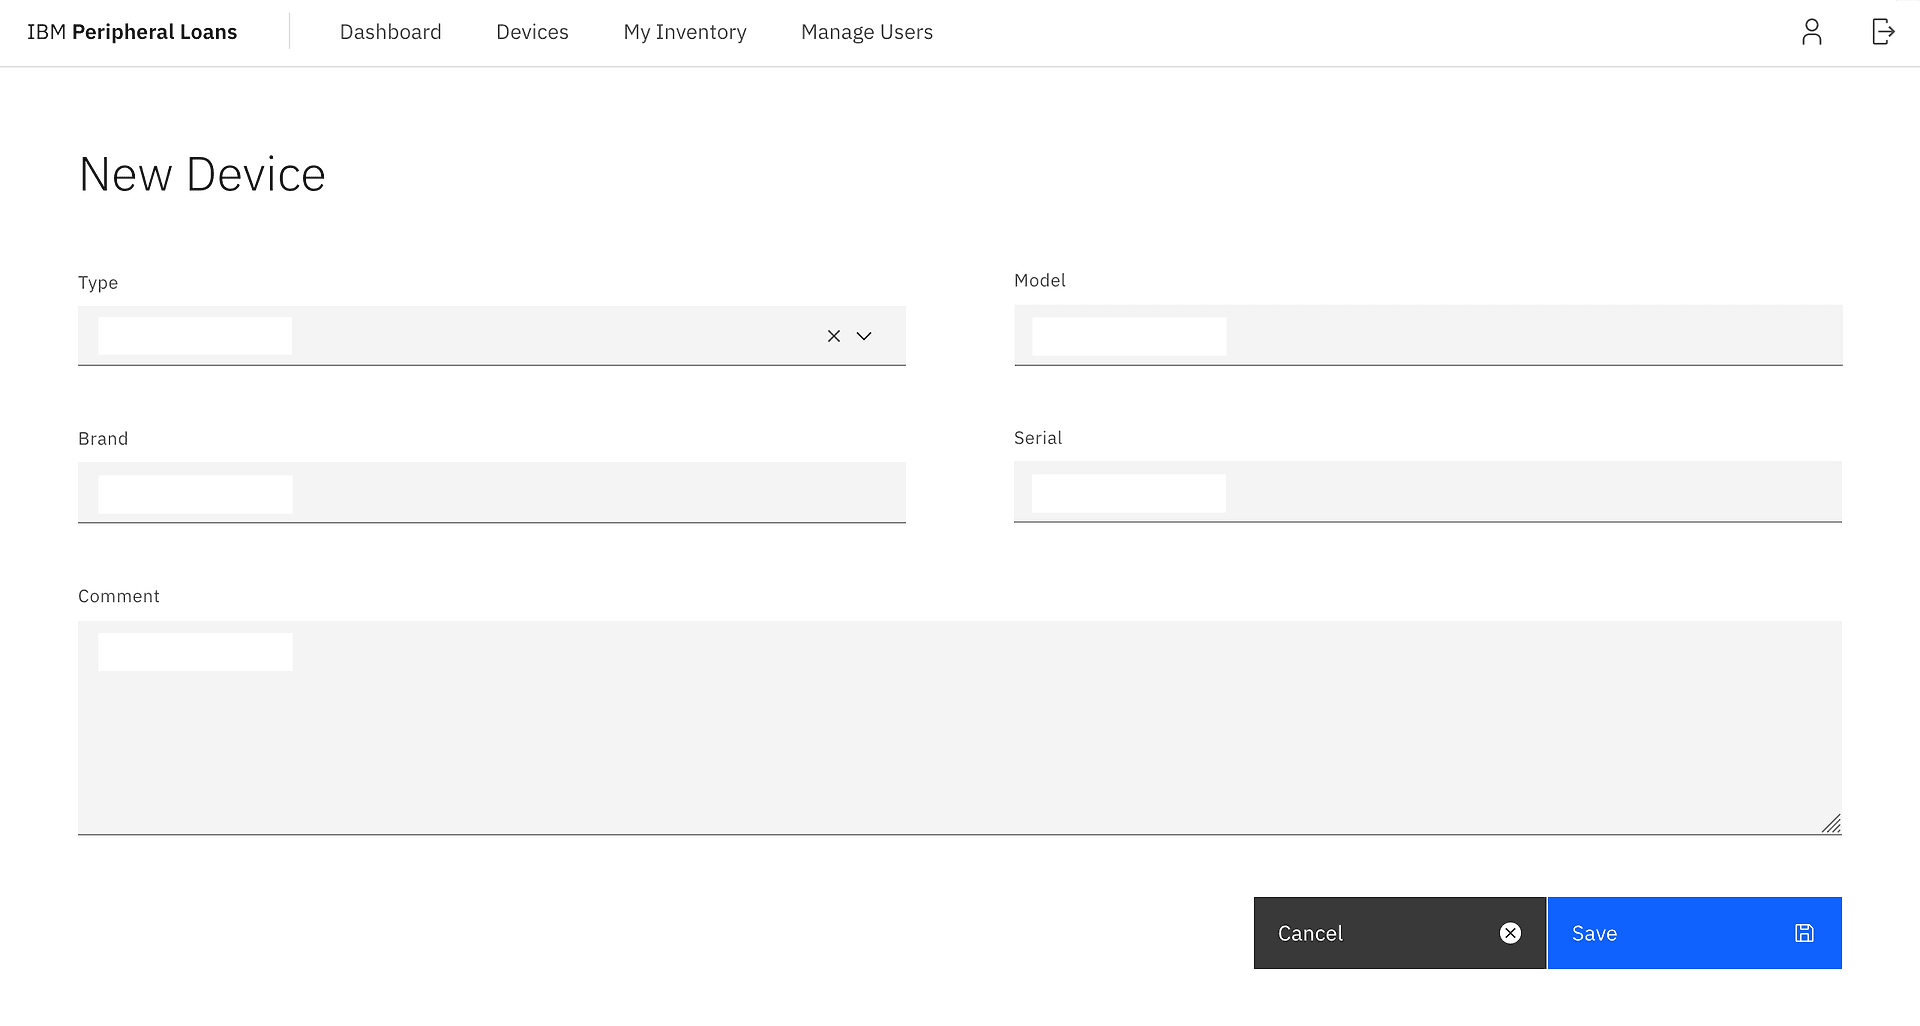 IBM Peripheral Loans Dashboard Devices My Inventory Manage Users
New Device
Type
Model
Brand
Serial
Comment
Cancel
Save